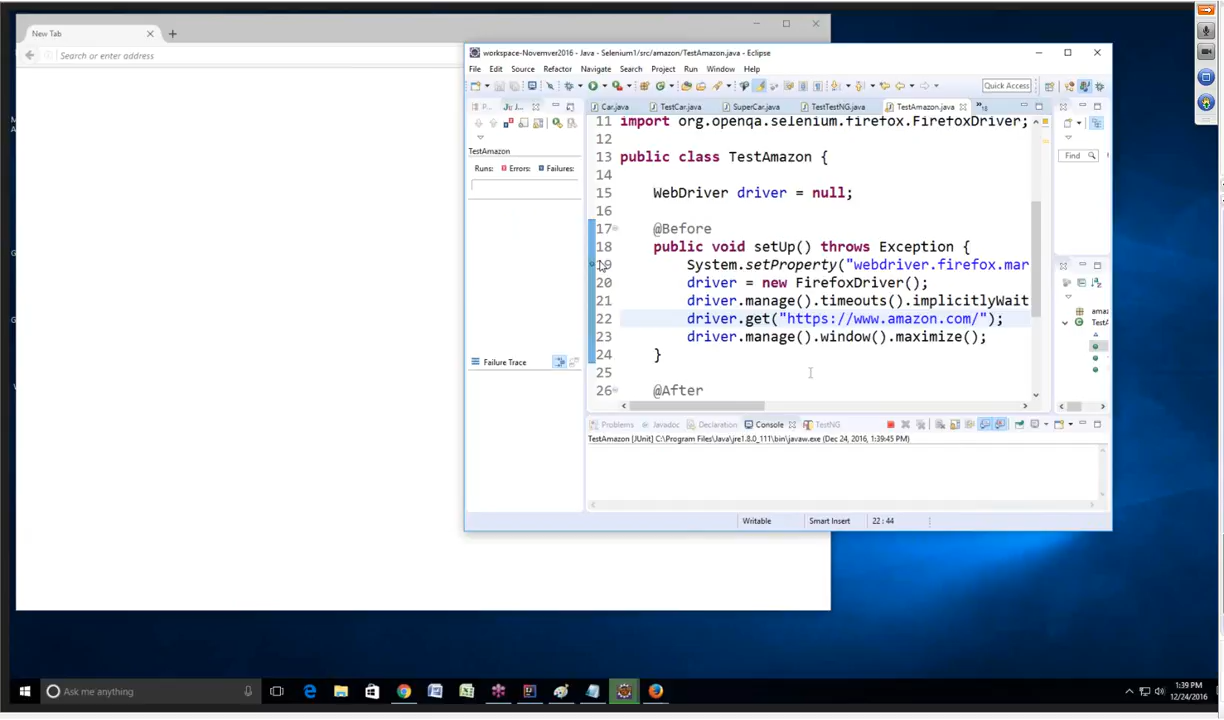 New Tab
Search or enter address
workspace-Novemver2016 - Java - Selenium1/src/amazon/TestAmazon.java - Eclipse
File Edit Source Refactor Navigate Search Project Run Window Help
Quick Access
Ju.
Car.java TestCar.java SuperCar.java TestTestNG.java TestAmazon.java
TestAmazon
Runs: Errors: Failures:
Find
11 import org.openqa.selenium.firefox.FirefoxDriver;
12
13 public class TestAmazon {
14
15 WebDriver driver = null;
16
17 @Before
18 public void setUp() throws Exception {
19 System.setProperty("webdriver.firefox.mar
20 driver = new FirefoxDriver();
21 driver.manage().timeouts().implicitlyWait
22 driver.get("https://www.amazon.com/");
23 driver.manage().window().maximize();
24 }
25
26 @After
amaz
TestA
Failure Trace
Problems Javadoc Declaration Console TestNG
TestAmazon [JUnit] C:\Program Files\Java\jre1.8.0_111\bin\javaw.exe (Dec 24, 2016, 1:39:45 PM)
Writable Smart Insert 22 : 44
Ask me anything
1:39 PM
12/24/2016